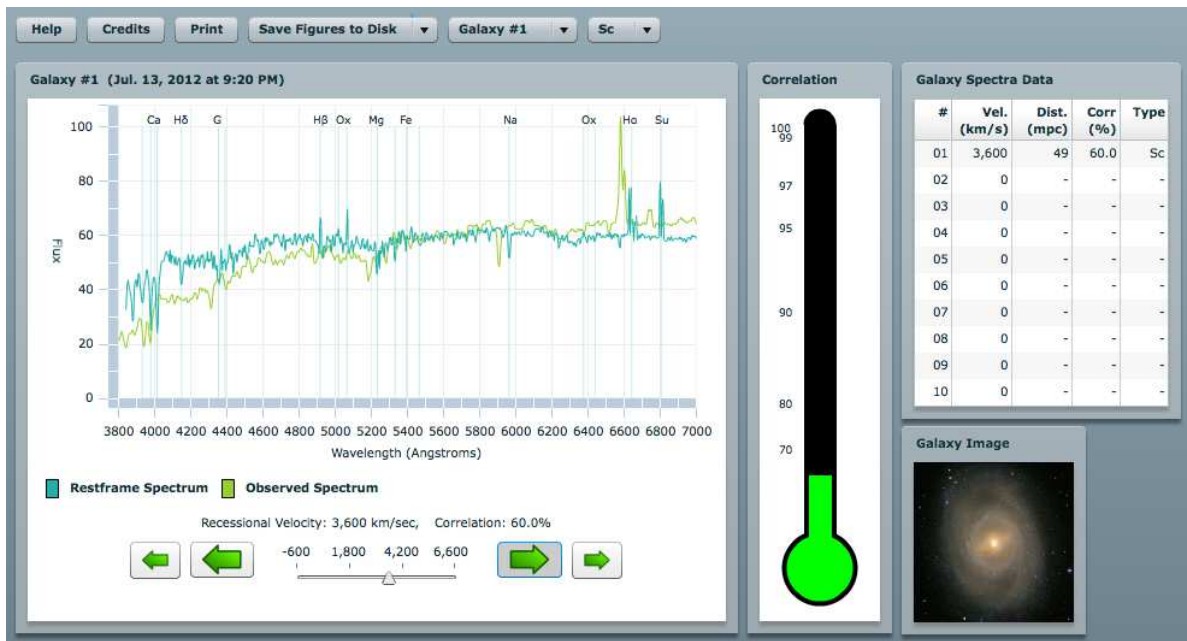 Help Credits Print Save Figures to Disk Galaxy #1 Sc
Galaxy #1 (Jul. 13, 2012 at 9:20 PM)
Ca Hδ G Hβ Ox Mg Fe Na Ox Hα Su
100
80
60
40
20
0
Flux
3800 4000 4200 4400 4600 4800 5000 5200 5400 5600 5800 6000 6200 6400 6600 6800 7000
Wavelength (Angstroms)
Restframe Spectrum Observed Spectrum
Recessional Velocity: 3,600 km/sec, Correlation: 60.0%
-600 1,800 4,200 6,600
Correlation
100
99
97
95
90
80
70
Galaxy Spectra Data
# Vel. (km/s) Dist. (mpc) Corr (%) Type
01 3,600 49 60.0 Sc
02 0 - - -
03 0 - - -
04 0 - - -
05 0 - - -
06 0 - - -
07 0 - - -
08 0 - - -
09 0 - - -
10 0 - - -
Galaxy Image